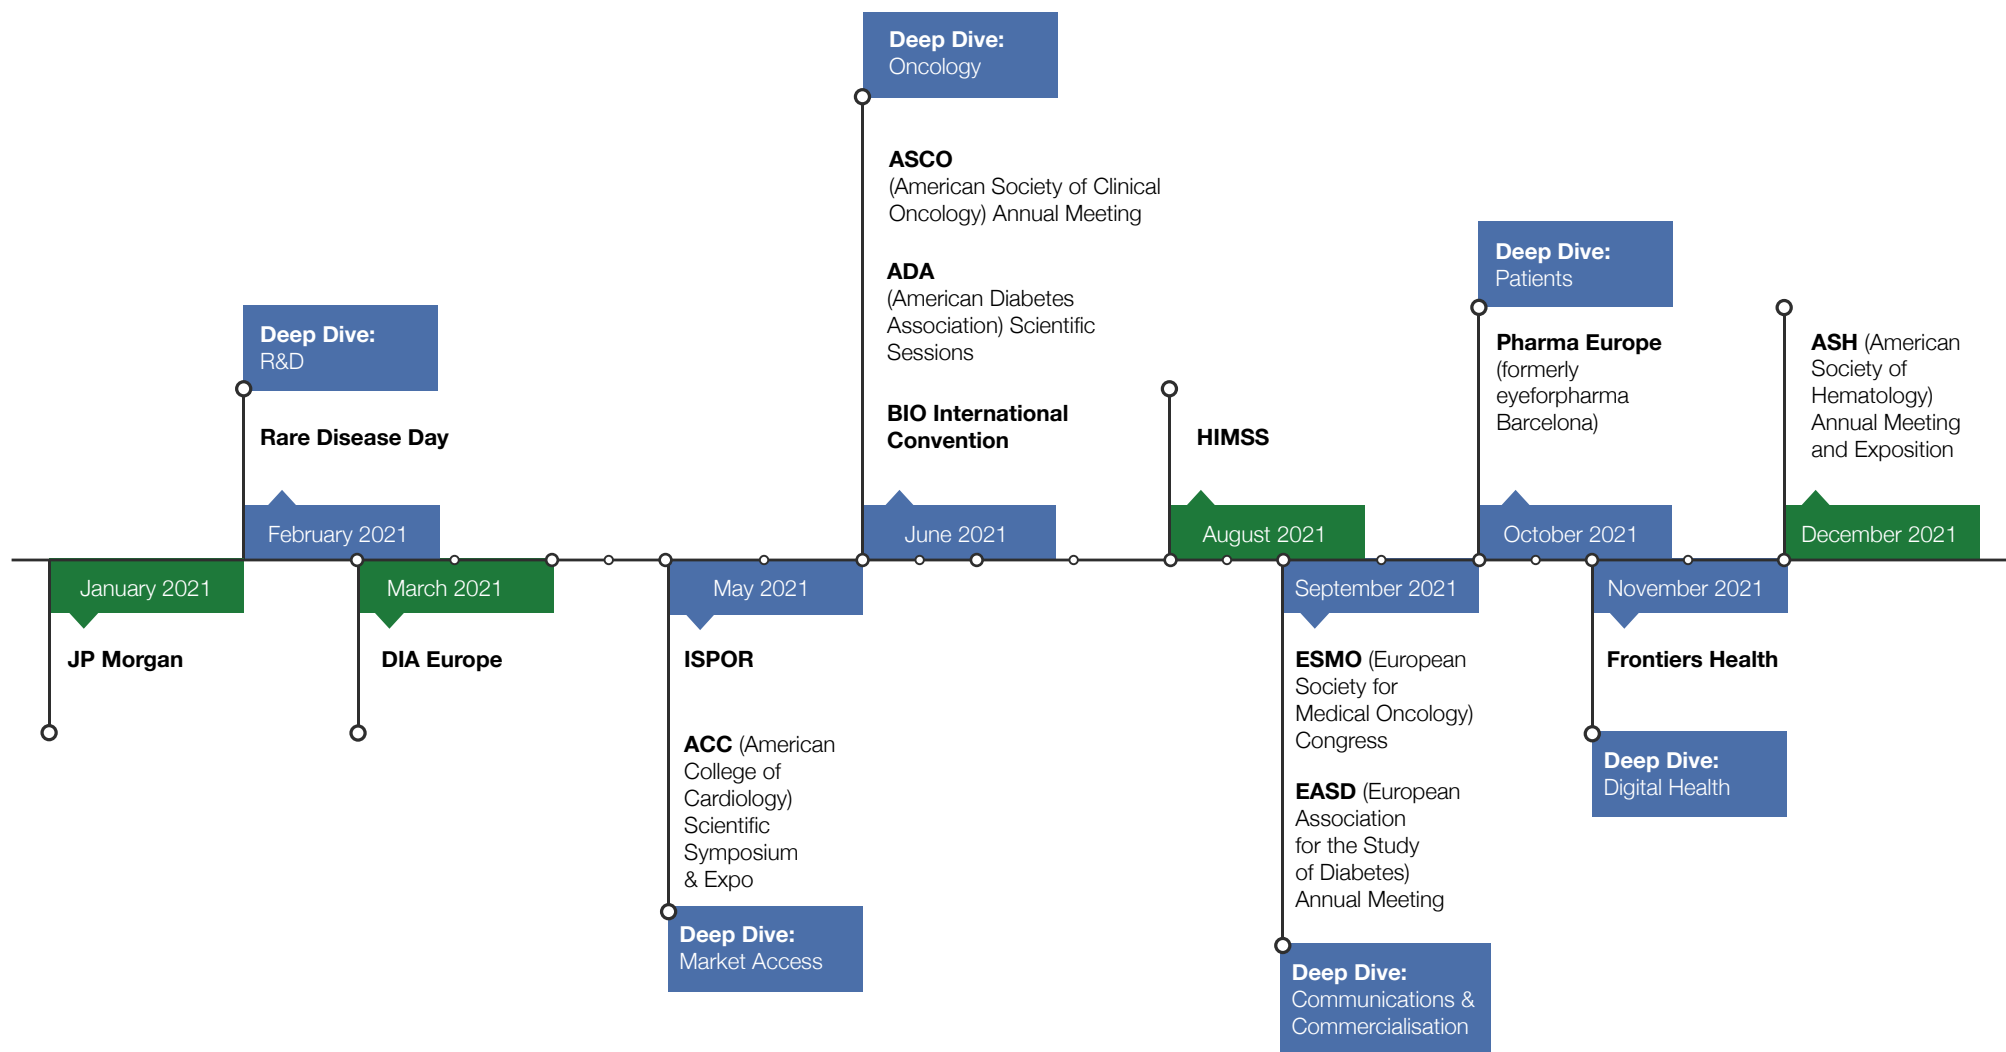 January 2021
JP Morgan
Deep Dive:
R&D
Rare Disease Day
February 2021
March 2021
DIA Europe
May 2021
ISPOR
ACC (American
College of
Cardiology)
Scientific
Symposium
& Expo
Deep Dive:
Market Access
Deep Dive:
Oncology
ASCO
(American Society of Clinical
Oncology) Annual Meeting
ADA
(American Diabetes
Association) Scientific
Sessions
BIO International
Convention
June 2021
HIMSS
August 2021
September 2021
ESMO (European
Society for
Medical Oncology)
Congress
EASD (European
Association
for the Study
of Diabetes)
Annual Meeting
Deep Dive:
Communications &
Commercialisation
Deep Dive:
Patients
Pharma Europe
(formerly
eyeforpharma
Barcelona)
October 2021
November 2021
Frontiers Health
Deep Dive:
Digital Health
ASH (American
Society of
Hematology)
Annual Meeting
and Exposition
December 2021